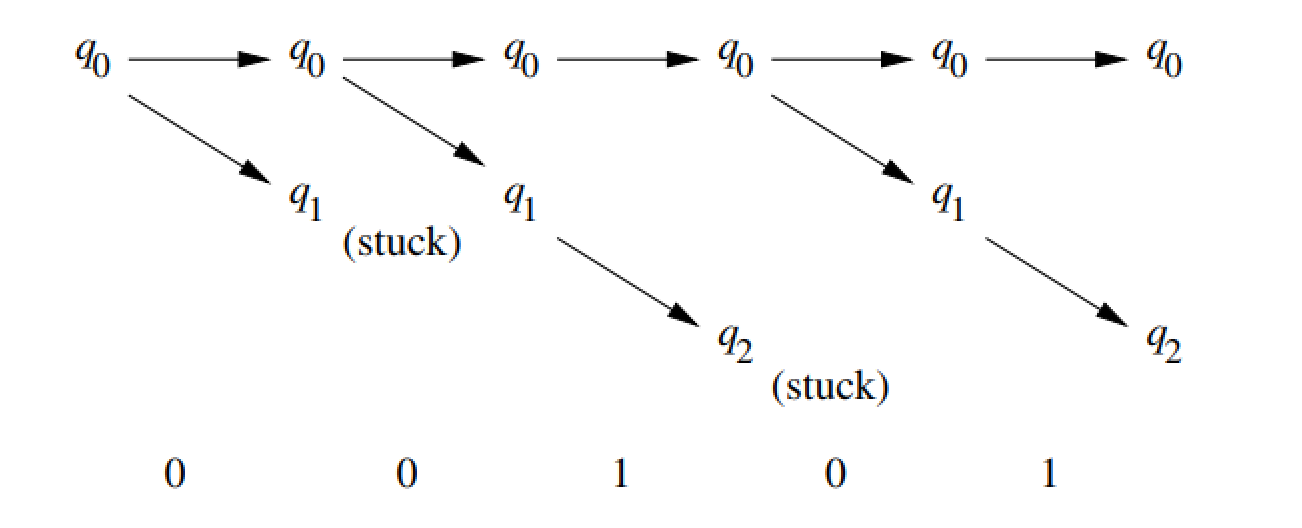 q0 q0 q0 q0 q0 q0
q1 q1 q1
(stuck)
q2 q2
(stuck)
0 0 1 0 1